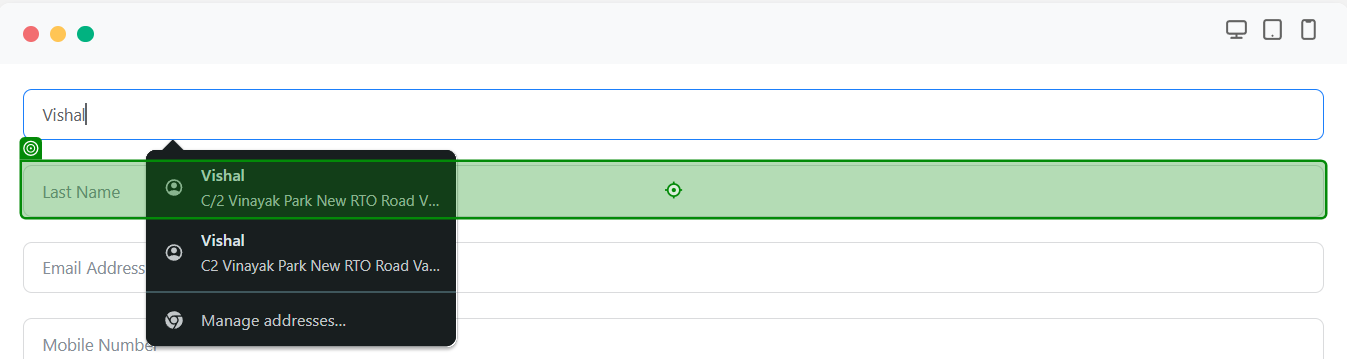 Vishal
Last Name
Vishal
C/2 Vinayak Park New RTO Road V...
Vishal
C2 Vinayak Park New RTO Road Va...
Email Address
Manage addresses...
Mobile Number